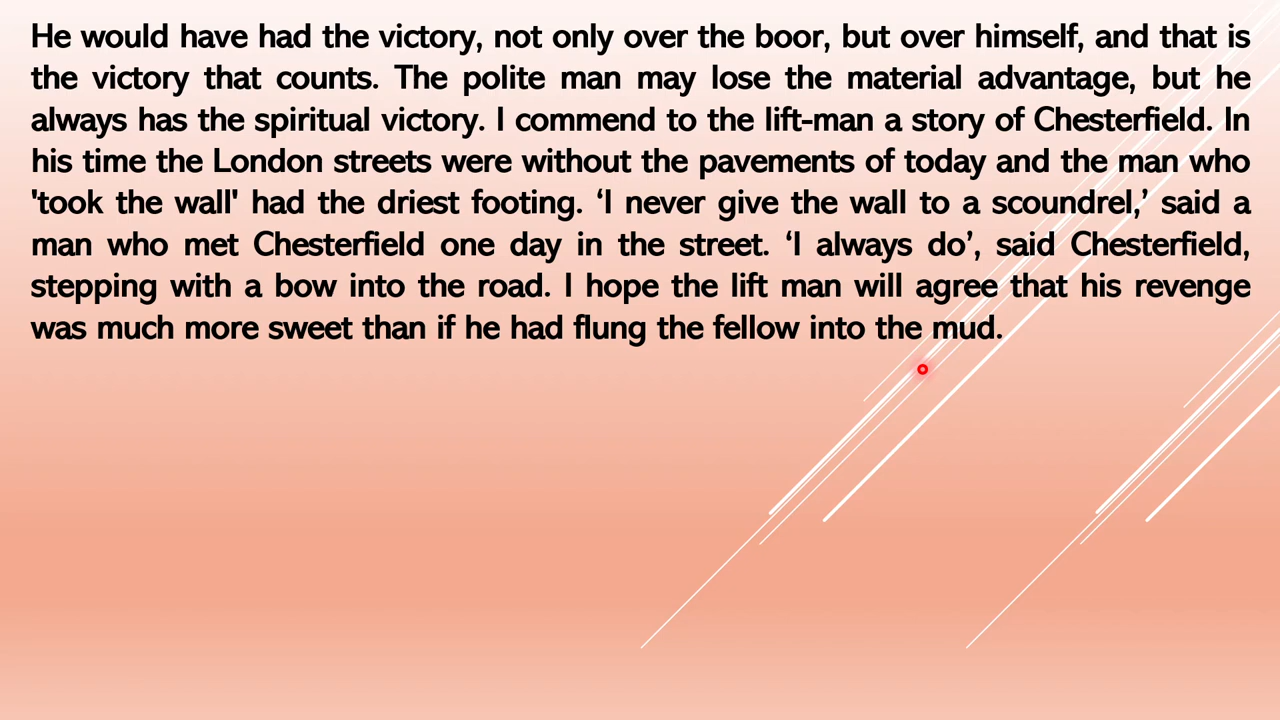 He would have had the victory, not only over the boor, but over himself, and that is
the victory that counts. The polite man may lose the material advantage, but he
always has the spiritual victory. I commend to the lift-man a story of Chesterfield. In
his time the London streets were without the pavements of today and the man who
'took the wall' had the driest footing. ‘I never give the wall to a scoundrel,’ said a
man who met Chesterfield one day in the street. ‘I always do’, said Chesterfield,
stepping with a bow into the road. I hope the lift man will agree that his revenge
was much more sweet than if he had flung the fellow into the mud.